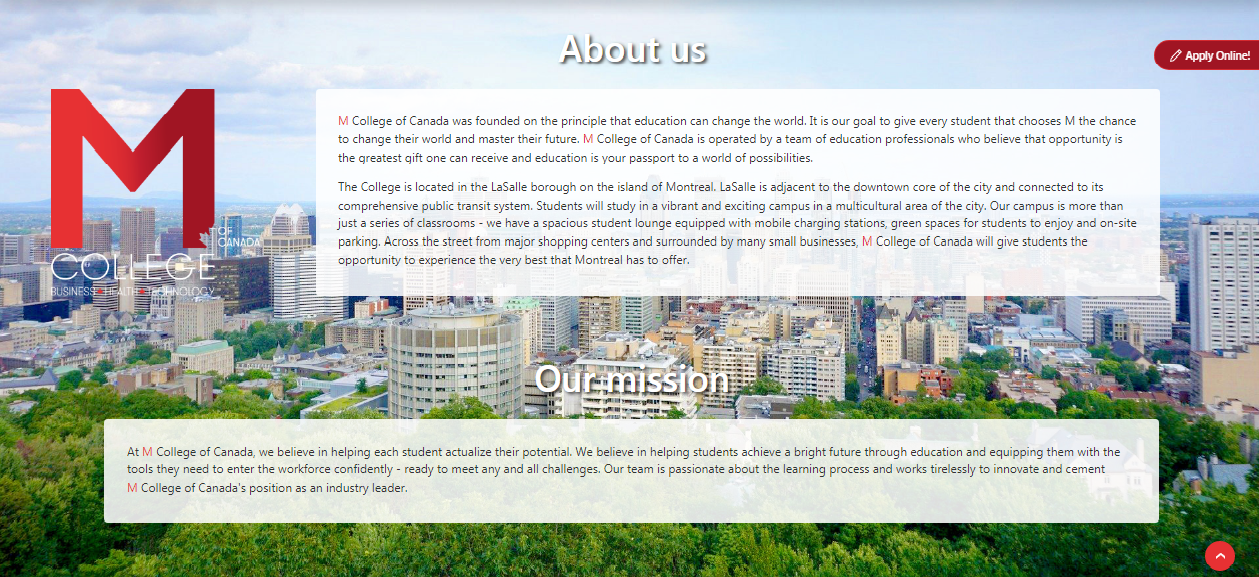 About us
Apply Online!
M
OF
CANADA
COLLEGE
BUSINESS HEALTH TECHNOLOGY
M College of Canada was founded on the principle that education can change the world. It is our goal to give every student that chooses M the chance
to change their world and master their future. M College of Canada is operated by a team of education professionals who believe that opportunity is
the greatest gift one can receive and education is your passport to a world of possibilities.
The College is located in the LaSalle borough on the island of Montreal. LaSalle is adjacent to the downtown core of the city and connected to its
comprehensive public transit system. Students will study in a vibrant and exciting campus in a multicultural area of the city. Our campus is more than
just a series of classrooms - we have a spacious student lounge equipped with mobile charging stations, green spaces for students to enjoy and on-site
parking. Across the street from major shopping centers and surrounded by many small businesses, M College of Canada will give students the
opportunity to experience the very best that Montreal has to offer.
Our mission
At M College of Canada, we believe in helping each student actualize their potential. We believe in helping students achieve a bright future through education and equipping them with the
tools they need to enter the workforce confidently - ready to meet any and all challenges. Our team is passionate about the learning process and works tirelessly to innovate and cement
M College of Canada's position as an industry leader.